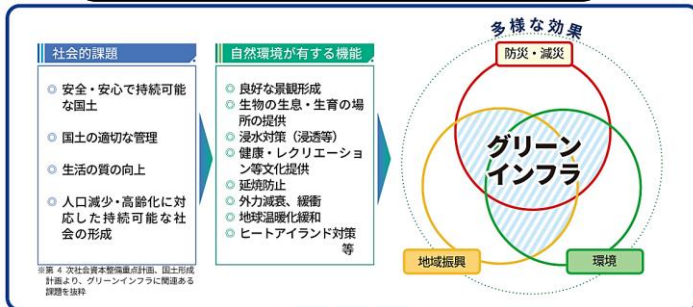 社会的課題
◎ 安全・安心で持続可能
な国土
◎ 国土の適切な管理
◎ 生活の質の向上
◎ 人口減少・高齢化に対
応した持続可能な社
会の形成
※第 4 次社会資本整備重点計画、国土形成
計画より、グリーンインフラに関連ある
課題を抜粋
自然環境が有する機能
◎ 良好な景観形成
◎ 生物の生息・生育の場
所の提供
◎ 浸水対策（浸透等）
◎ 健康・レクリエーショ
ン等文化提供
◎ 延焼防止
◎ 外力減衰、緩衝
◎ 地球温暖化緩和
◎ ヒートアイランド対策
等
多様な効果
防災・減災
グリーン
インフラ
地域振興
環境